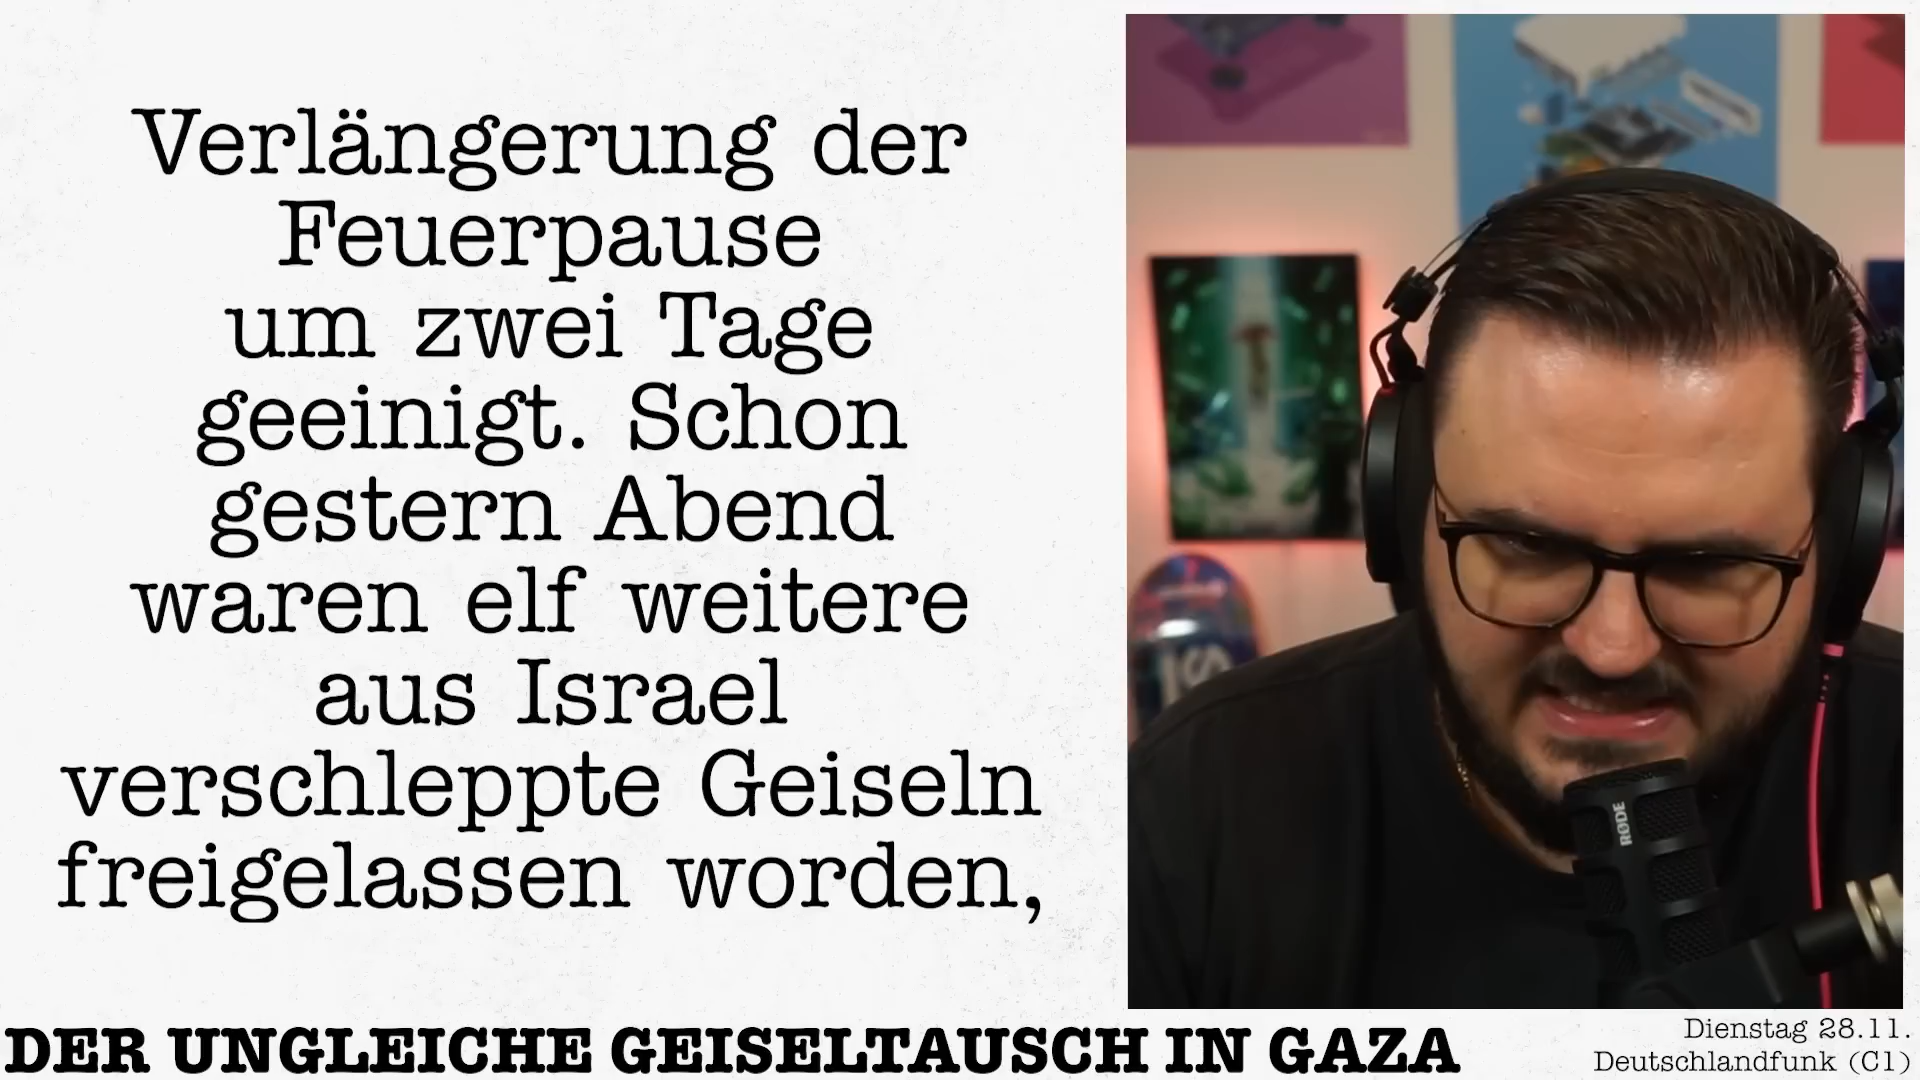 Verlängerung der
Feuerpause
um zwei Tage
geeinigt. Schon
gestern Abend
waren elf weitere
aus Israel
verschleppte Geiseln
freigelassen worden,
RØDE
DER UNGLEICHE GEISELTAUSCH IN GAZA
Dienstag 28.11.
Deutschlandfunk (C1)